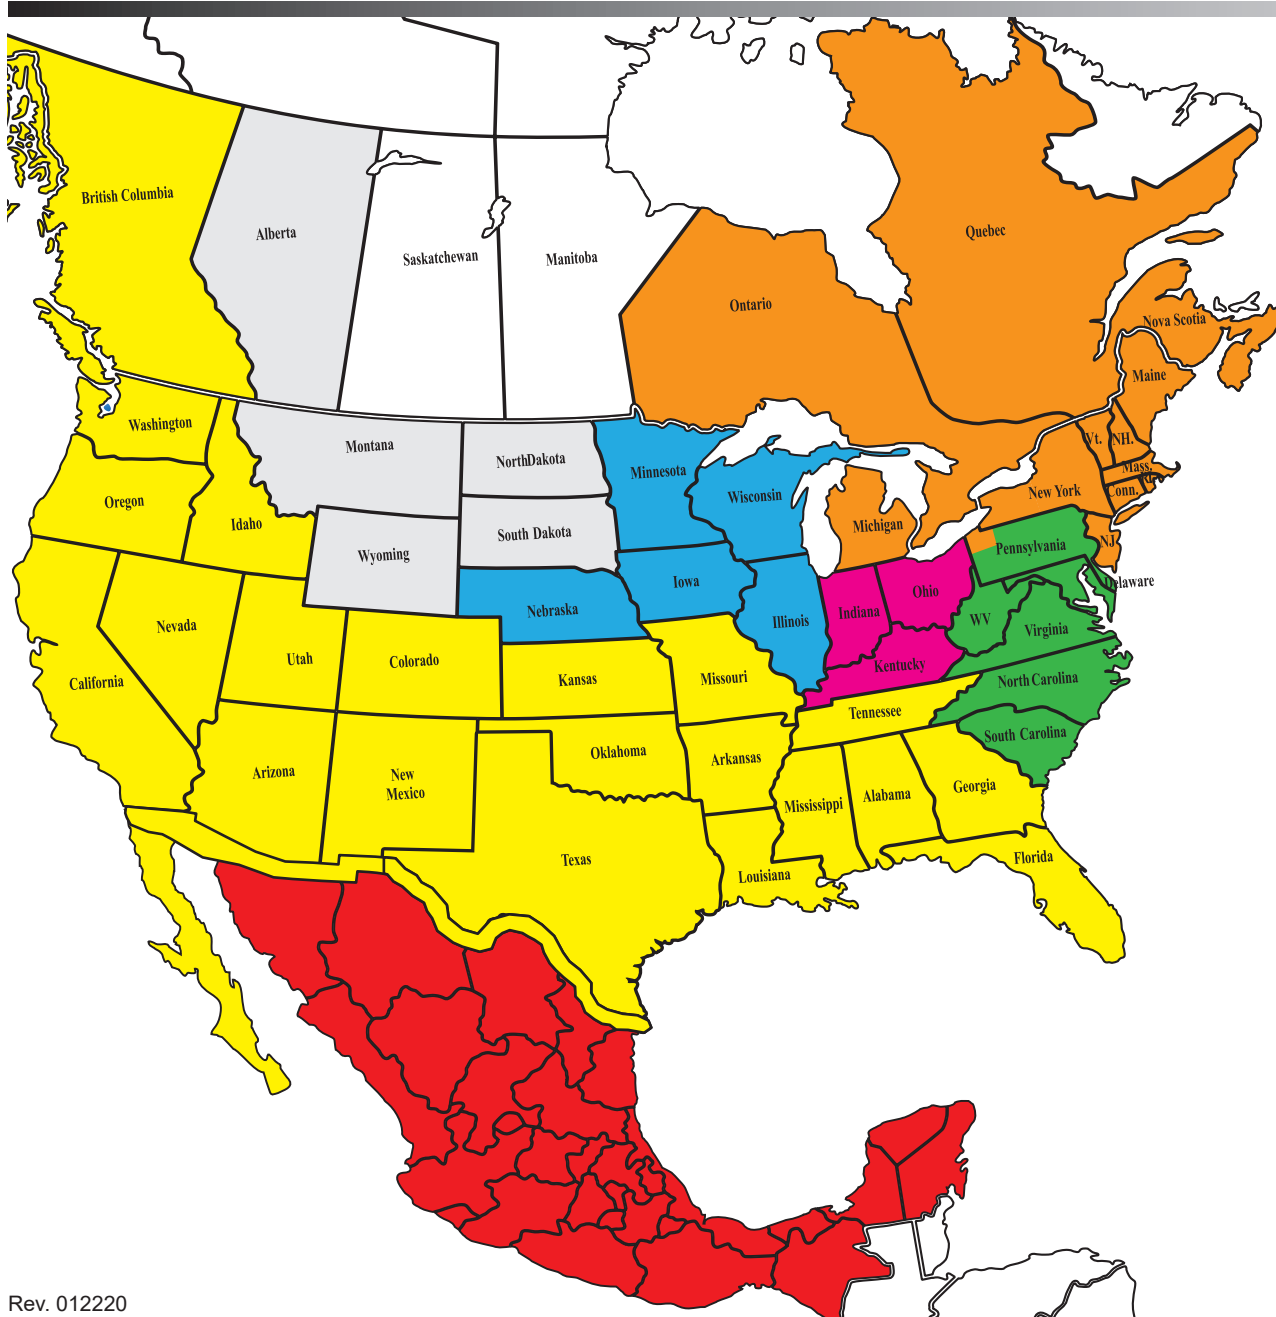 British Columbia
Alberta
Saskatchewan
Manitoba
Ontario
Quebec
Nova Scotia
Maine
Washington
Montana
NorthDakota
Minnesota
Vt.
NH.
Mass.
RI.
Conn.
Oregon
Idaho
Wyoming
South Dakota
Wisconsin
Michigan
New York
Pennsylvania
NJ
Delaware
Nebraska
Iowa
Illinois
Indiana
Ohio
WV
Virginia
Nevada
Utah
Colorado
Kansas
Missouri
Kentucky
North Carolina
California
Tennessee
South Carolina
Arizona
New
Mexico
Oklahoma
Arkansas
Mississippi
Alabama
Georgia
Texas
Louisiana
Florida
Rev. 012220